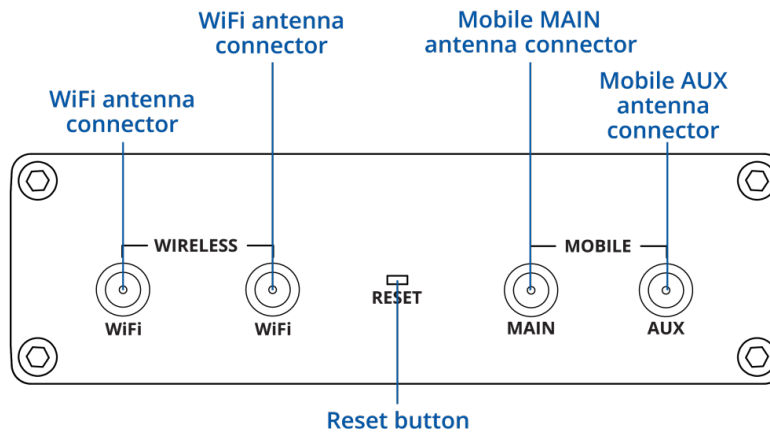 WiFi antenna
connector
Mobile MAIN
antenna connector
WiFi antenna
connector
Mobile AUX
antenna
connector
WIRELESS
MOBILE
WiFi
WiFi
RESET
MAIN
AUX
Reset button